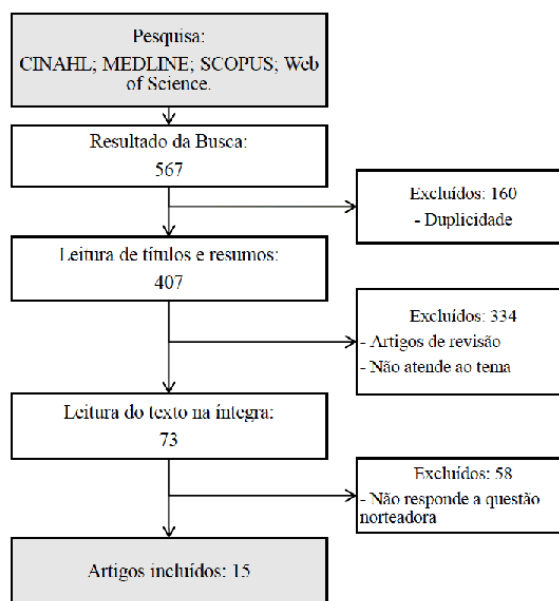 Pesquisa:
CINAHL; MEDLINE; SCOPUS; Web
of Science.
Resultado da Busca:
567
Excluídos: 160
- Duplicidade
Leitura de títulos e resumos:
407
Excluídos: 334
- Artigos de revisão
- Não atende ao tema
Leitura do texto na íntegra:
73
Excluídos: 58
- Não responde a questão
norteadora
Artigos incluídos: 15